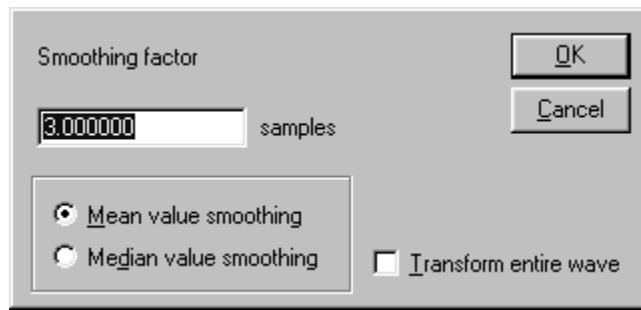 Smoothing factor
OK
3.000000 samples
Cancel
Mean value smoothing
Median value smoothing
Transform entire wave